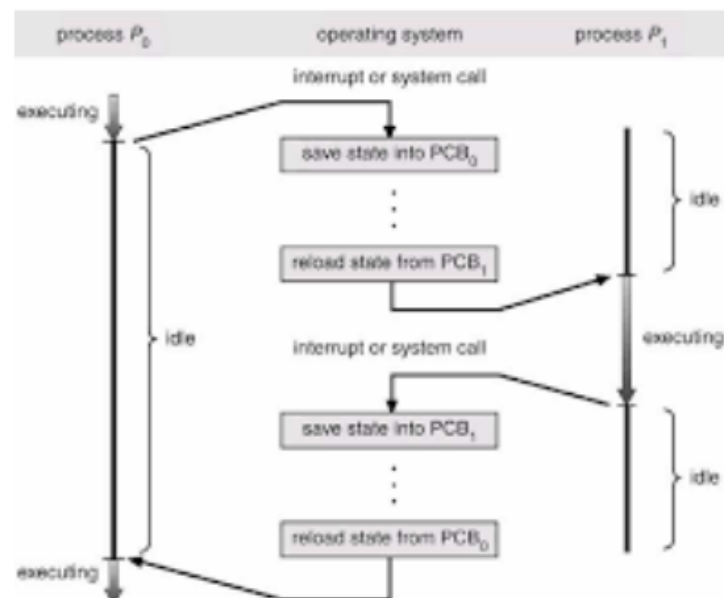 process P0 operating system process P1
interrupt or system call
executing
save state into PCB0
idle
reload state from PCB1
idle
executing
interrupt or system call
save state into PCB1
idle
reload state from PCB0
executing